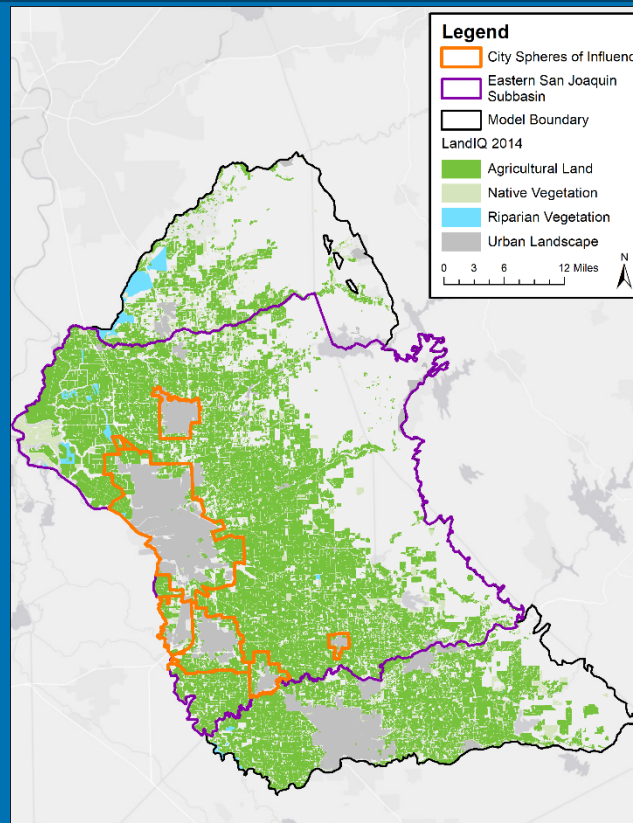 Legend
City Spheres of Influenc
Eastern San Joaquin
Subbasin
Model Boundary
LandIQ 2014
Agricultural Land
Native Vegetation
Riparian Vegetation
Urban Landscape
N
0 3 6 12 Miles